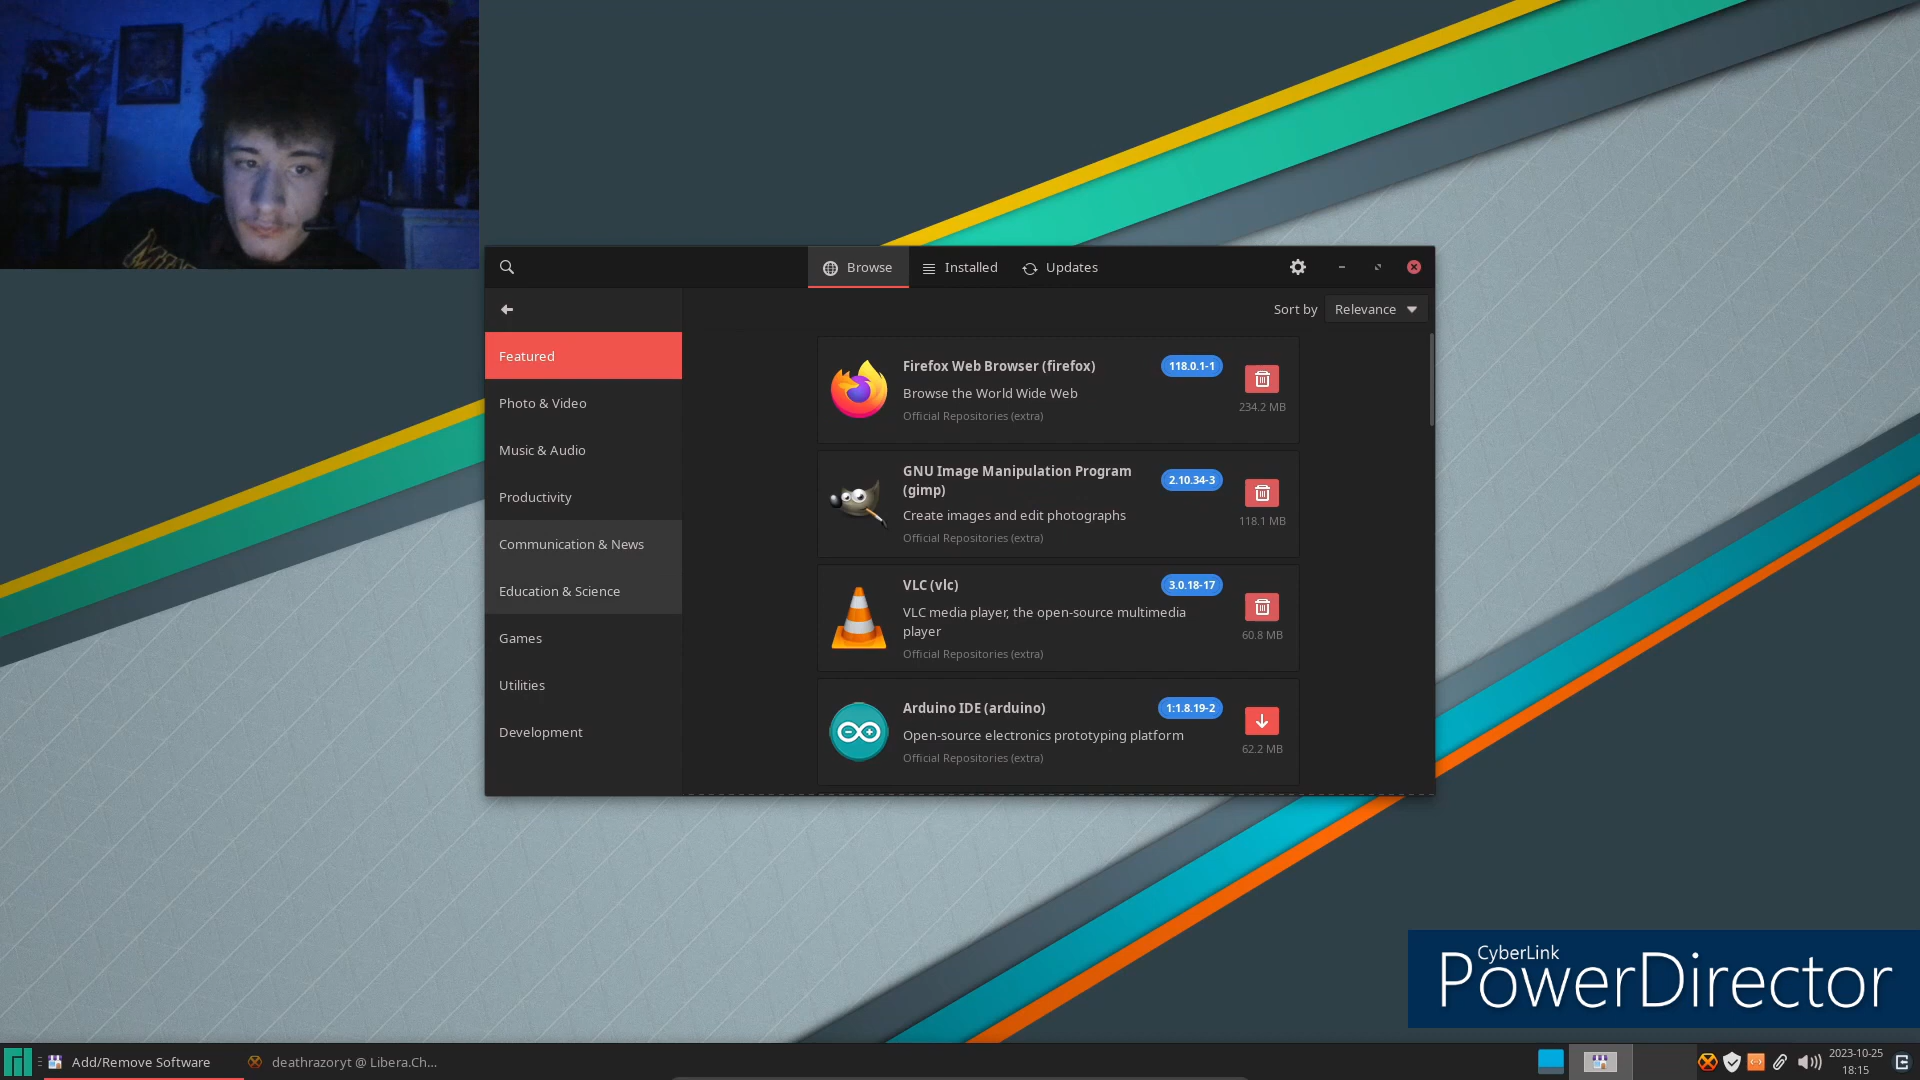 Browse
Installed
Updates
Sort by
Relevance
Featured
Photo & Video
Music & Audio
Productivity
Communication & News
Education & Science
Games
Utilities
Development
Firefox Web Browser (firefox)
118.0.1-1
Browse the World Wide Web
234.2 MB
Official Repositories (extra)
GNU Image Manipulation Program
(gimp)
2.10.34-3
Create images and edit photographs
118.1 MB
Official Repositories (extra)
VLC (vlc)
3.0.18-17
VLC media player, the open-source multimedia
player
60.8 MB
Official Repositories (extra)
Arduino IDE (arduino)
1:1.8.19-2
Open-source electronics prototyping platform
62.2 MB
Official Repositories (extra)
CyberLink
PowerDirector
Add/Remove Software
deathrazoryt @ Libera.Ch...
2023-10-25
18:15